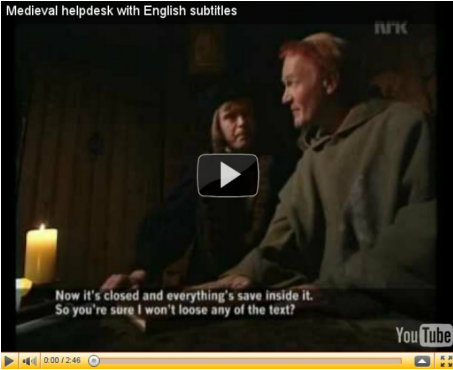 Medieval helpdesk with English subtitles
NRK
Now it's closed and everything's save inside it.
So you're sure I won't loose any of the text?
YouTube
0:00 / 2:46